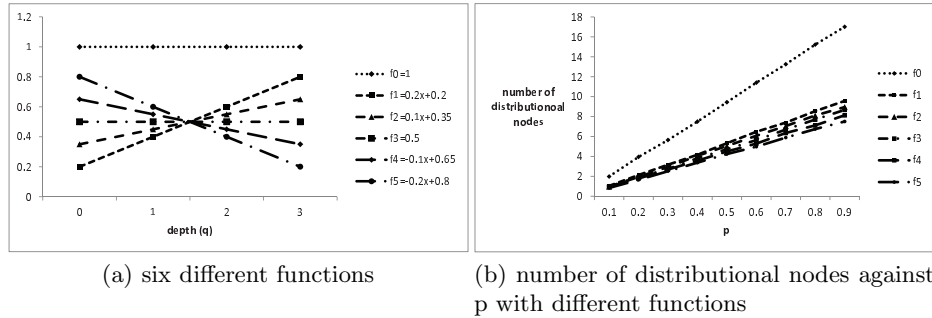 1.2
1
0.8
0.6
0.4
0.2
0
0 1 2 3
depth (q)
f0=1
f1=0.2x+0.2
f2=0.1x+0.35
f3=0.5
f4=-0.1x+0.65
f5=-0.2x+0.8
(a) six different functions
18
16
14
12
10
8
6
4
2
0
number of
distributionoal
nodes
0.1 0.2 0.3 0.4 0.5 0.6 0.7 0.8 0.9
p
f0
f1
f2
f3
f4
f5
(b) number of distributional nodes against
p with different functions